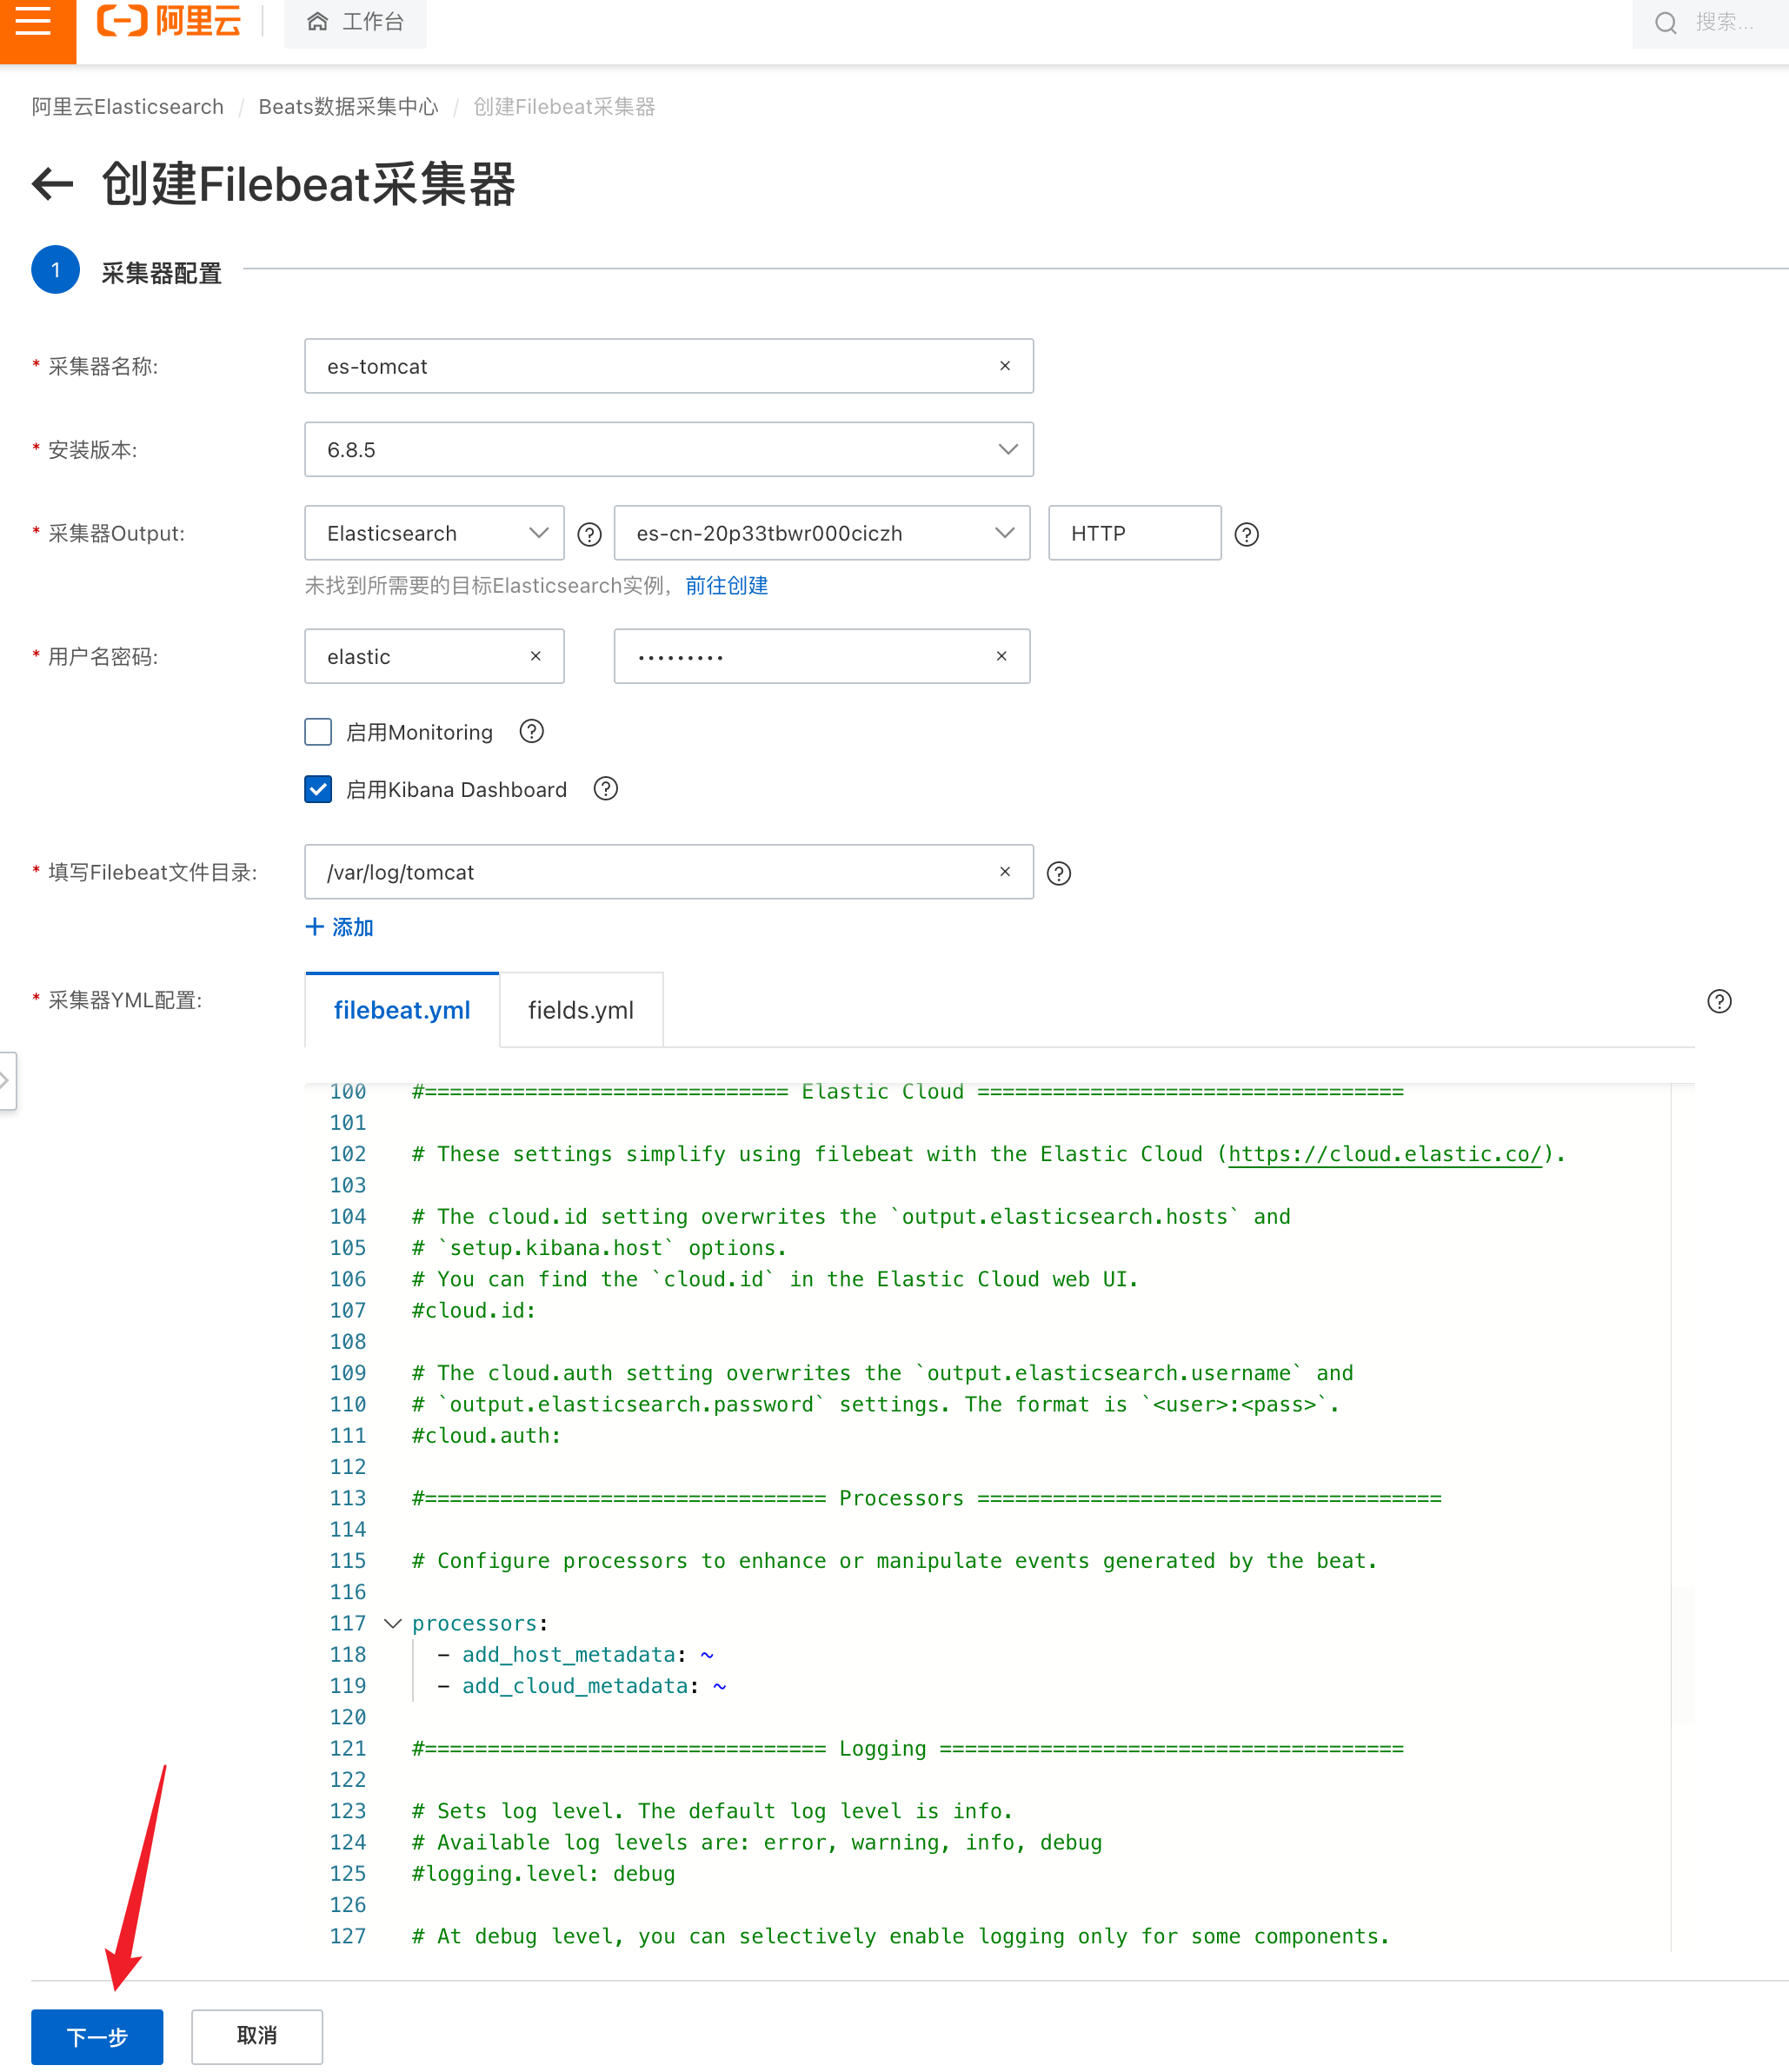 阿里云
工作台
搜索...
阿里云Elasticsearch / Beats数据采集中心 / 创建Filebeat采集器
创建Filebeat采集器
1 采集器配置
* 采集器名称: es-tomcat
* 安装版本: 6.8.5
* 采集器Output: Elasticsearch es-cn-20p33tbwr000ciczh HTTP
未找到所需要的目标Elasticsearch实例，前往创建
* 用户名密码: elastic •••••••••
启用Monitoring
启用Kibana Dashboard
* 填写Filebeat文件目录: /var/log/tomcat
+ 添加
* 采集器YML配置: filebeat.yml fields.yml
100 #============================= Elastic Cloud ==================================
101
102 # These settings simplify using filebeat with the Elastic Cloud (https://cloud.elastic.co/).
103
104 # The cloud.id setting overwrites the `output.elasticsearch.hosts` and
105 # `setup.kibana.host` options.
106 # You can find the `cloud.id` in the Elastic Cloud web UI.
107 #cloud.id:
108
109 # The cloud.auth setting overwrites the `output.elasticsearch.username` and
110 # `output.elasticsearch.password` settings. The format is `<user>:<pass>`.
111 #cloud.auth:
112
113 #================================ Processors =====================================
114
115 # Configure processors to enhance or manipulate events generated by the beat.
116
117 processors:
118 - add_host_metadata: ~
119 - add_cloud_metadata: ~
120
121 #================================ Logging =====================================
122
123 # Sets log level. The default log level is info.
124 # Available log levels are: error, warning, info, debug
125 #logging.level: debug
126
127 # At debug level, you can selectively enable logging only for some components.
下一步 取消